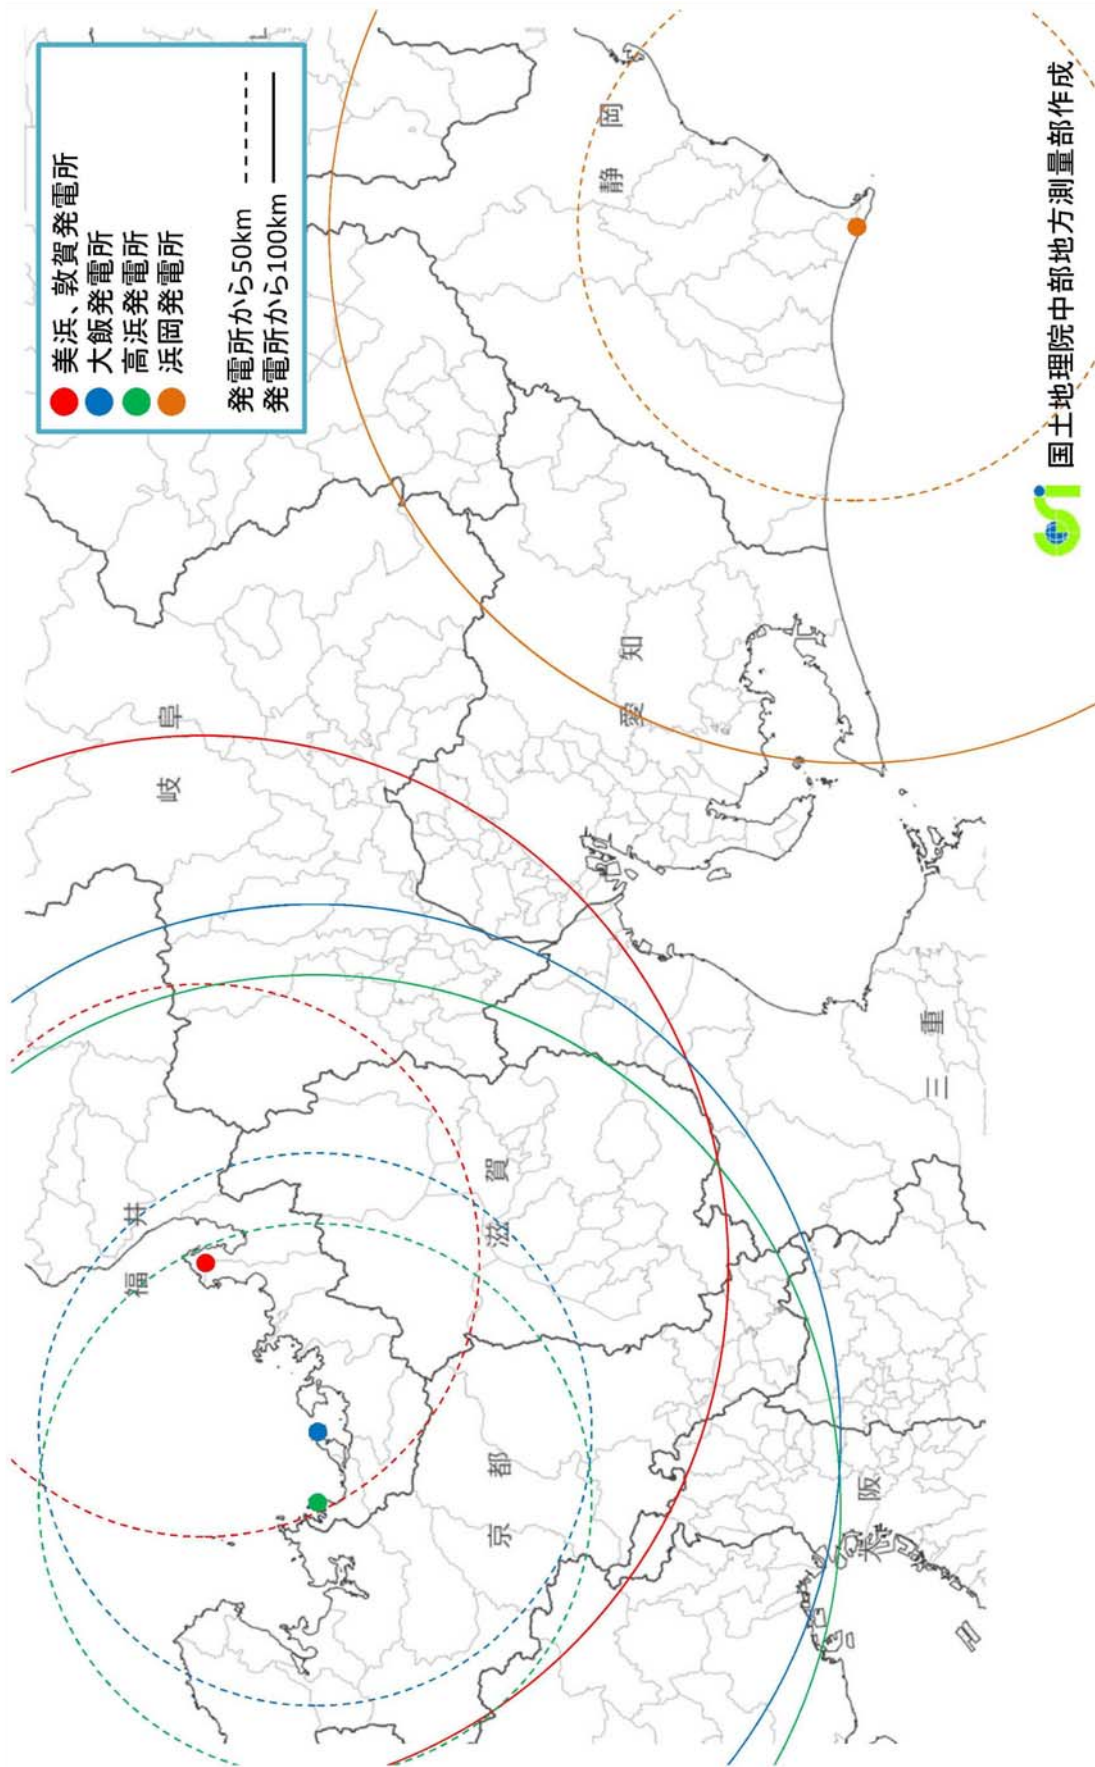 美浜、敦賀発電所
大飯発電所
高浜発電所
浜岡発電所
発電所から50km
発電所から100km
福井
岐阜
滋賀
京都
静岡
愛知
三重
大阪
国土地理院中部地方測量部作成